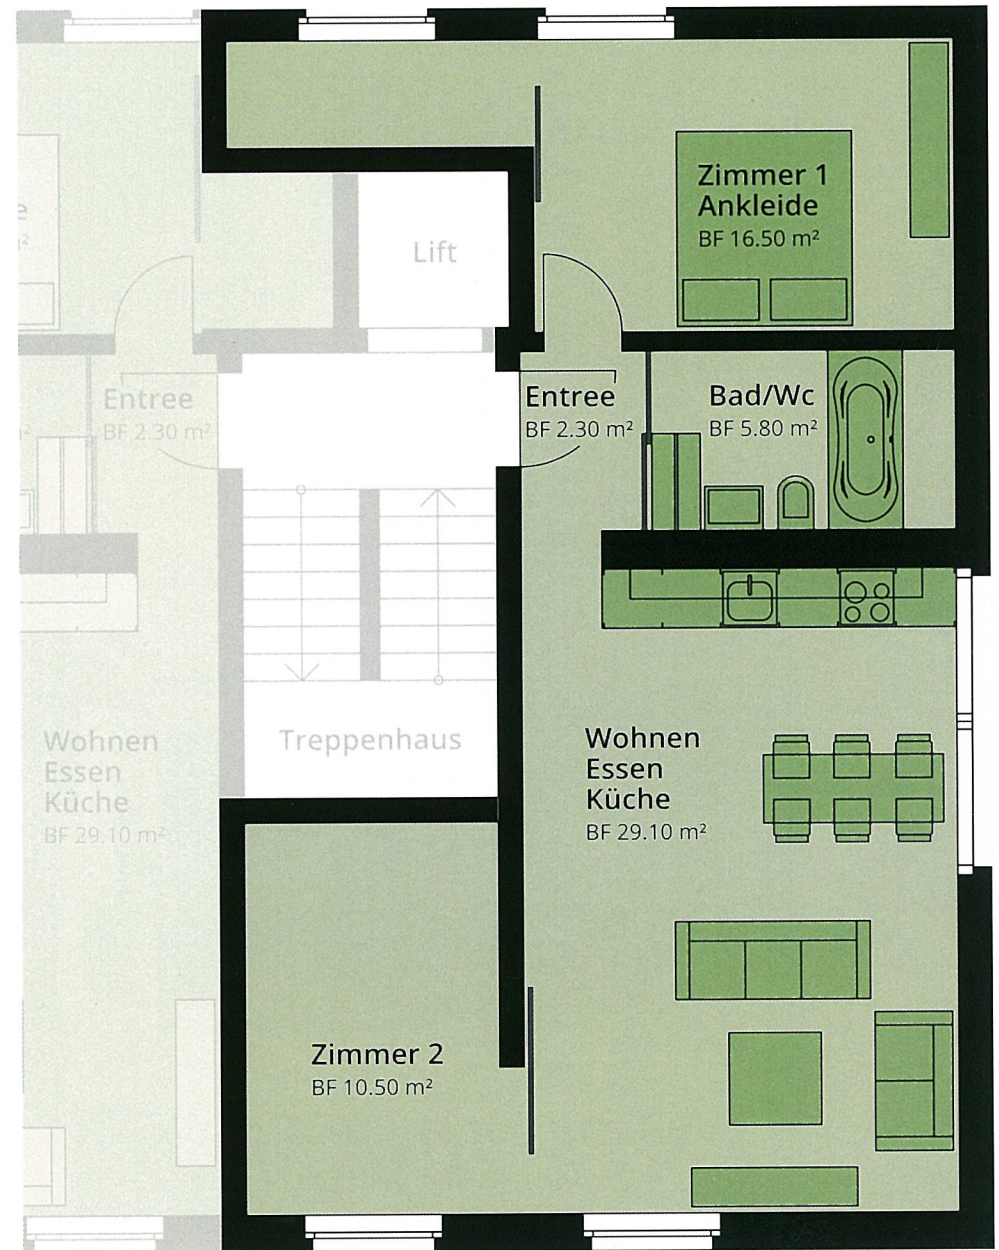 Zimmer 1
Ankleide
BF 16.50 m²
Lift
e
²
Entree
BF 2.30 m²
Entree
BF 2.30 m²
Bad/Wc
BF 5.80 m²
²
Treppenhaus
Wohnen
Essen
Küche
BF 29.10 m²
Wohnen
Essen
Küche
BF 29.10 m²
Zimmer 2
BF 10.50 m²